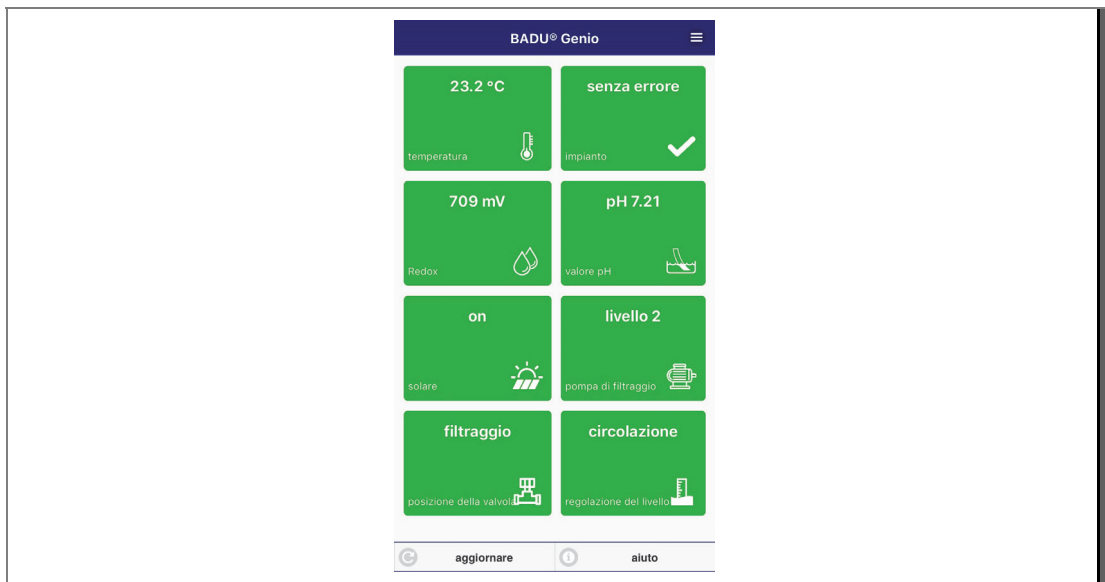 BADU® Genio
23.2 °C
senza errore
temperatura
impianto
709 mV
pH 7.21
Redox
valore pH
on
livello 2
solare
pompa di filtraggio
filtraggio
circolazione
posizione della valvola
regolazione del livello
aggiornare
aiuto